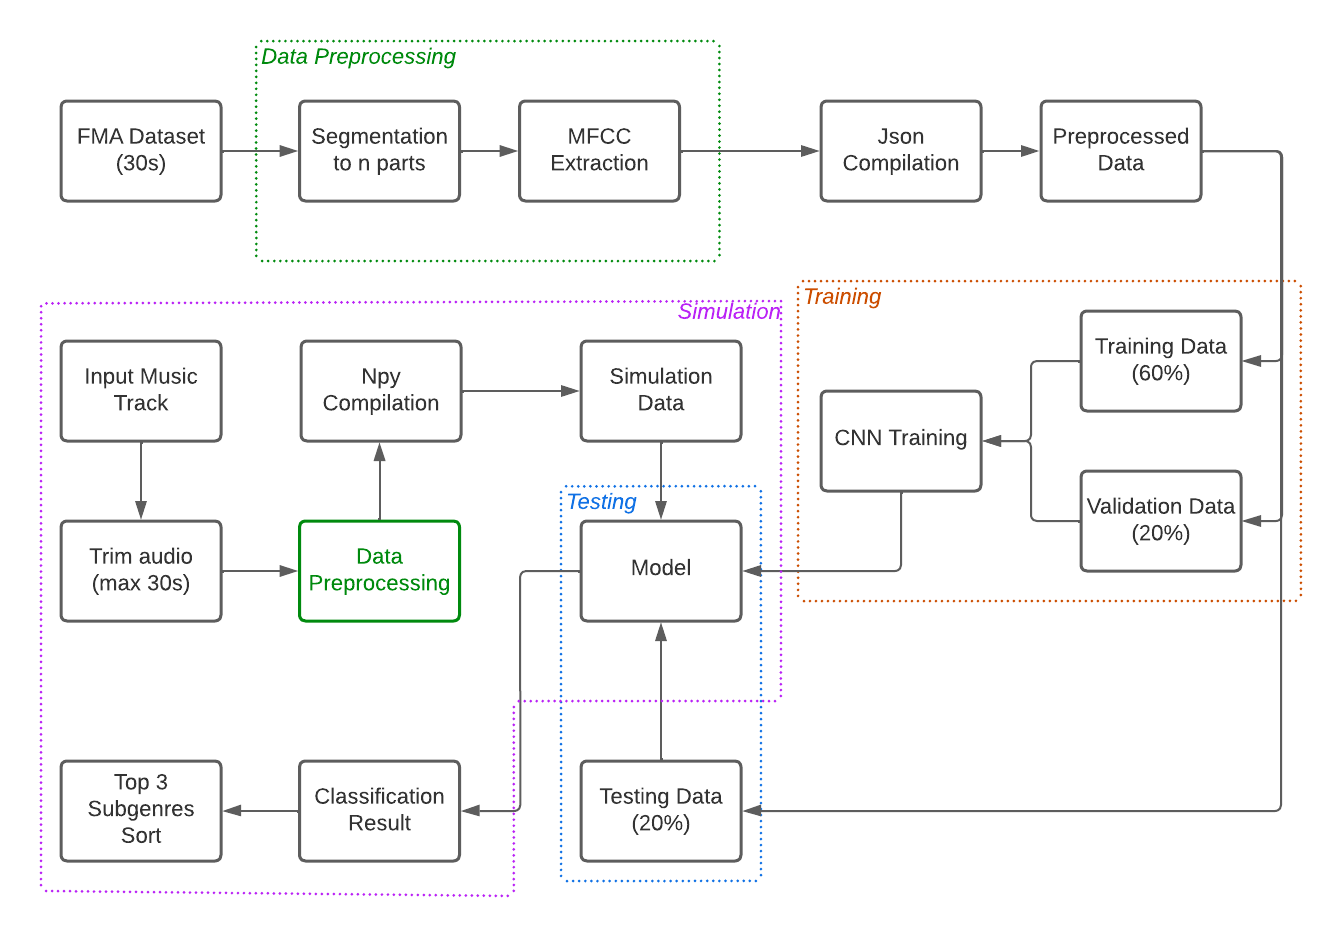 Data Preprocessing
FMA Dataset
(30s)
Segmentation
to n parts
MFCC
Extraction
Json
Compilation
Preprocessed
Data
Simulation
Training
Input Music
Track
Npy
Compilation
Simulation
Data
Training Data
(60%)
CNN Training
Validation Data
(20%)
Testing
Trim audio
(max 30s)
Data
Preprocessing
Model
Top 3
Subgenres
Sort
Classification
Result
Testing Data
(20%)